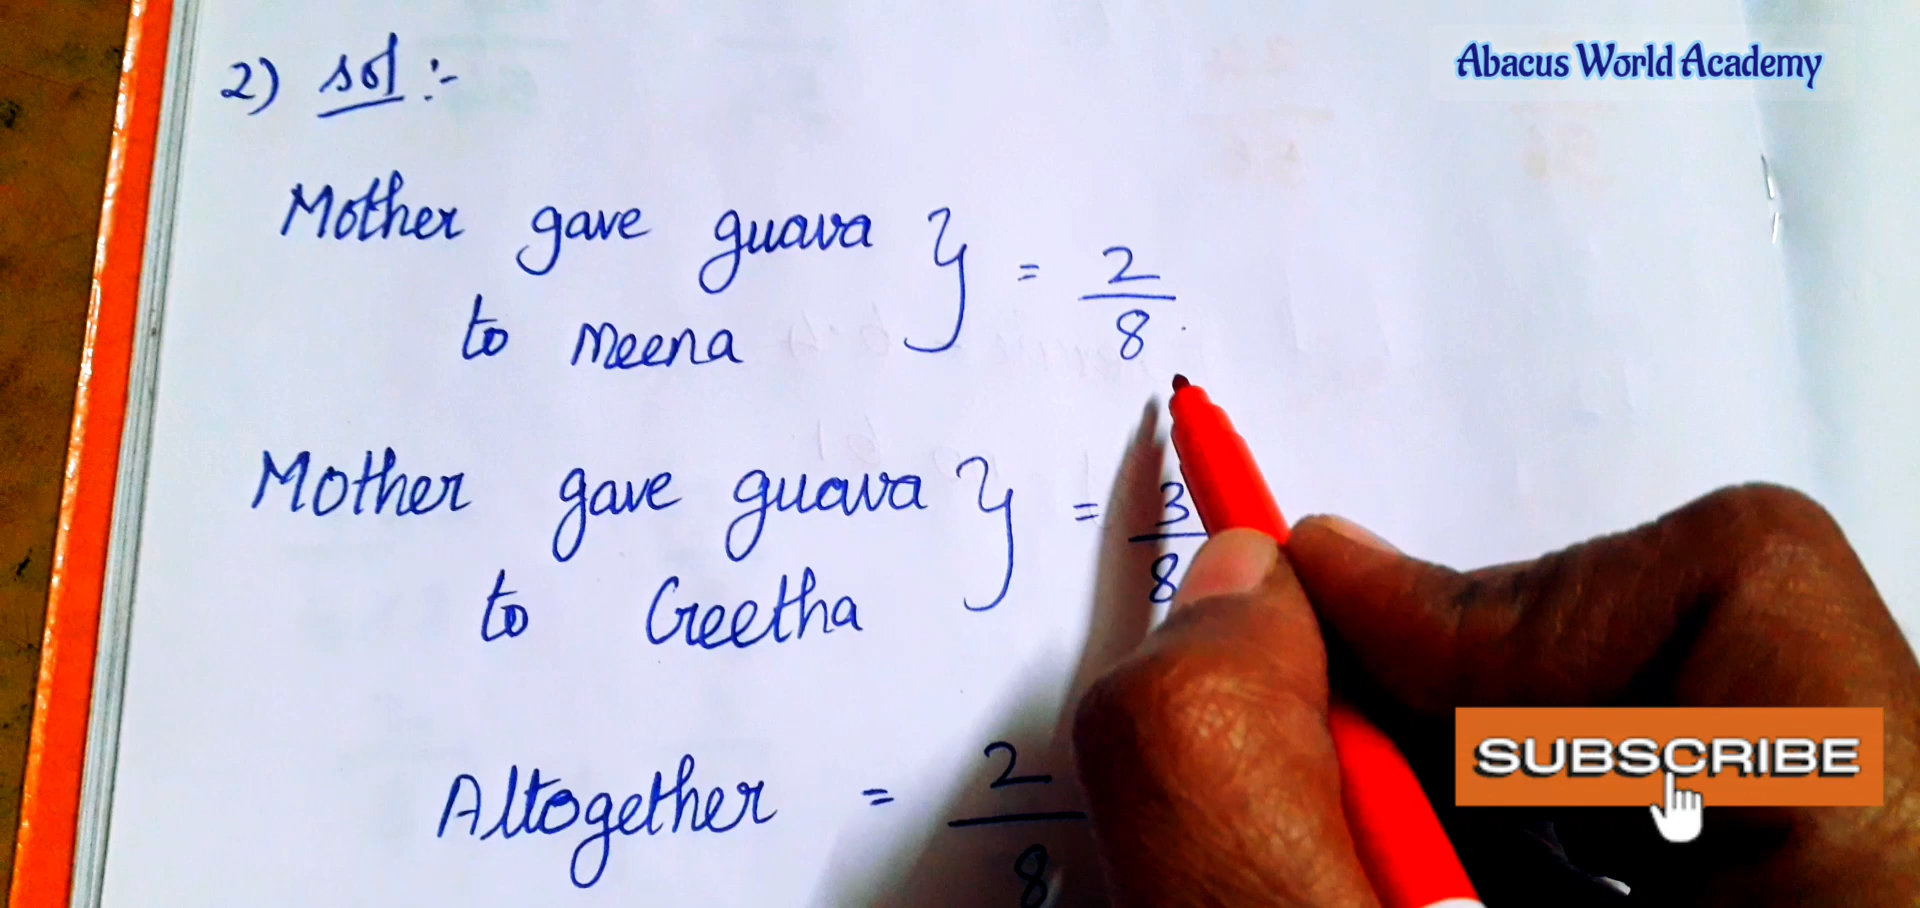 Abacus World Academy
2) sol :-
Mother gave guava } = 2/8
to Meena
Mother gave guava } = 3/8
to Geetha
Altogether = 2/8
SUBSCRIBE